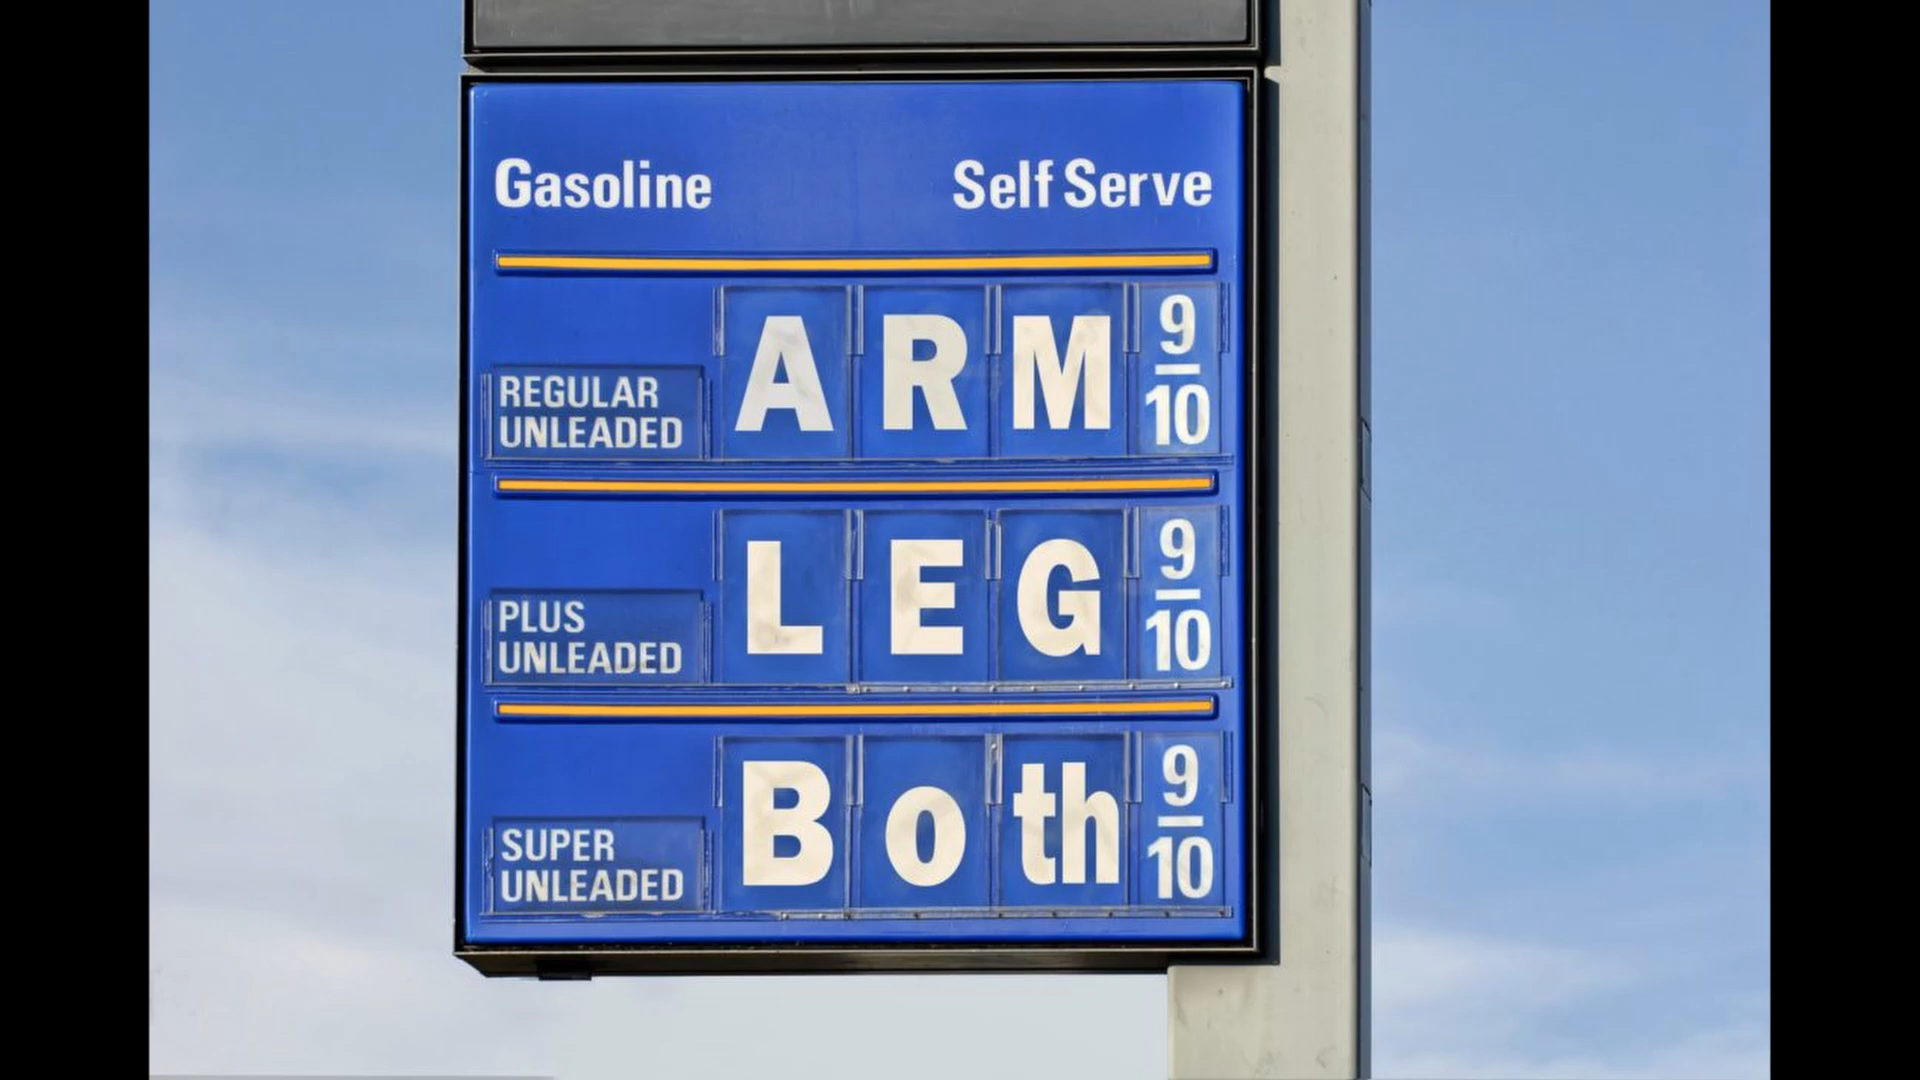 Gasoline Self Serve
REGULAR
UNLEADED
ARM 9/10
PLUS
UNLEADED
LEG 9/10
SUPER
UNLEADED
Both 9/10